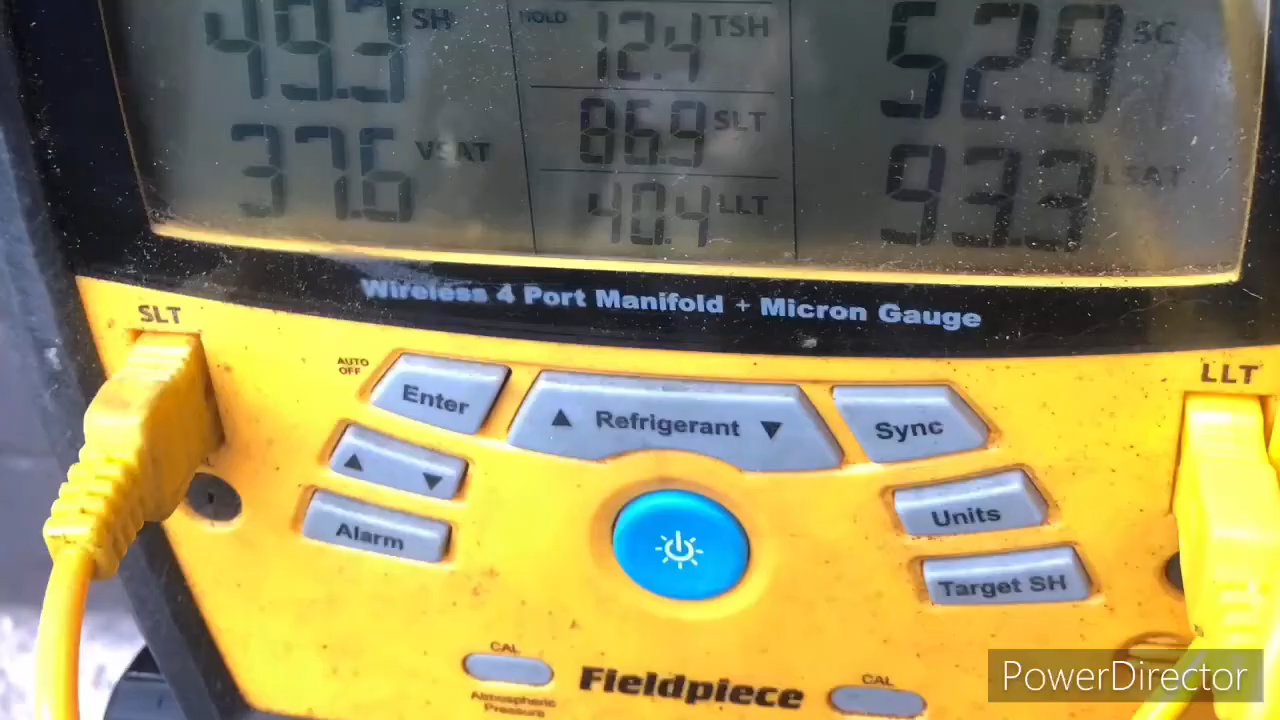 49.3 SH
HOLD 12.4 TSH
52.9 SC
37.6 VSAT
86.9 SLT
40.4 LLT
93.3 LSAT
Wireless 4 Port Manifold + Micron Gauge
SLT
LLT
AUTO
OFF
Enter
▲ Refrigerant ▼
Sync
▲ ▼
Units
Alarm
Target SH
CAL
Atmospheric
Pressure
Fieldpiece
CAL
PowerDirector